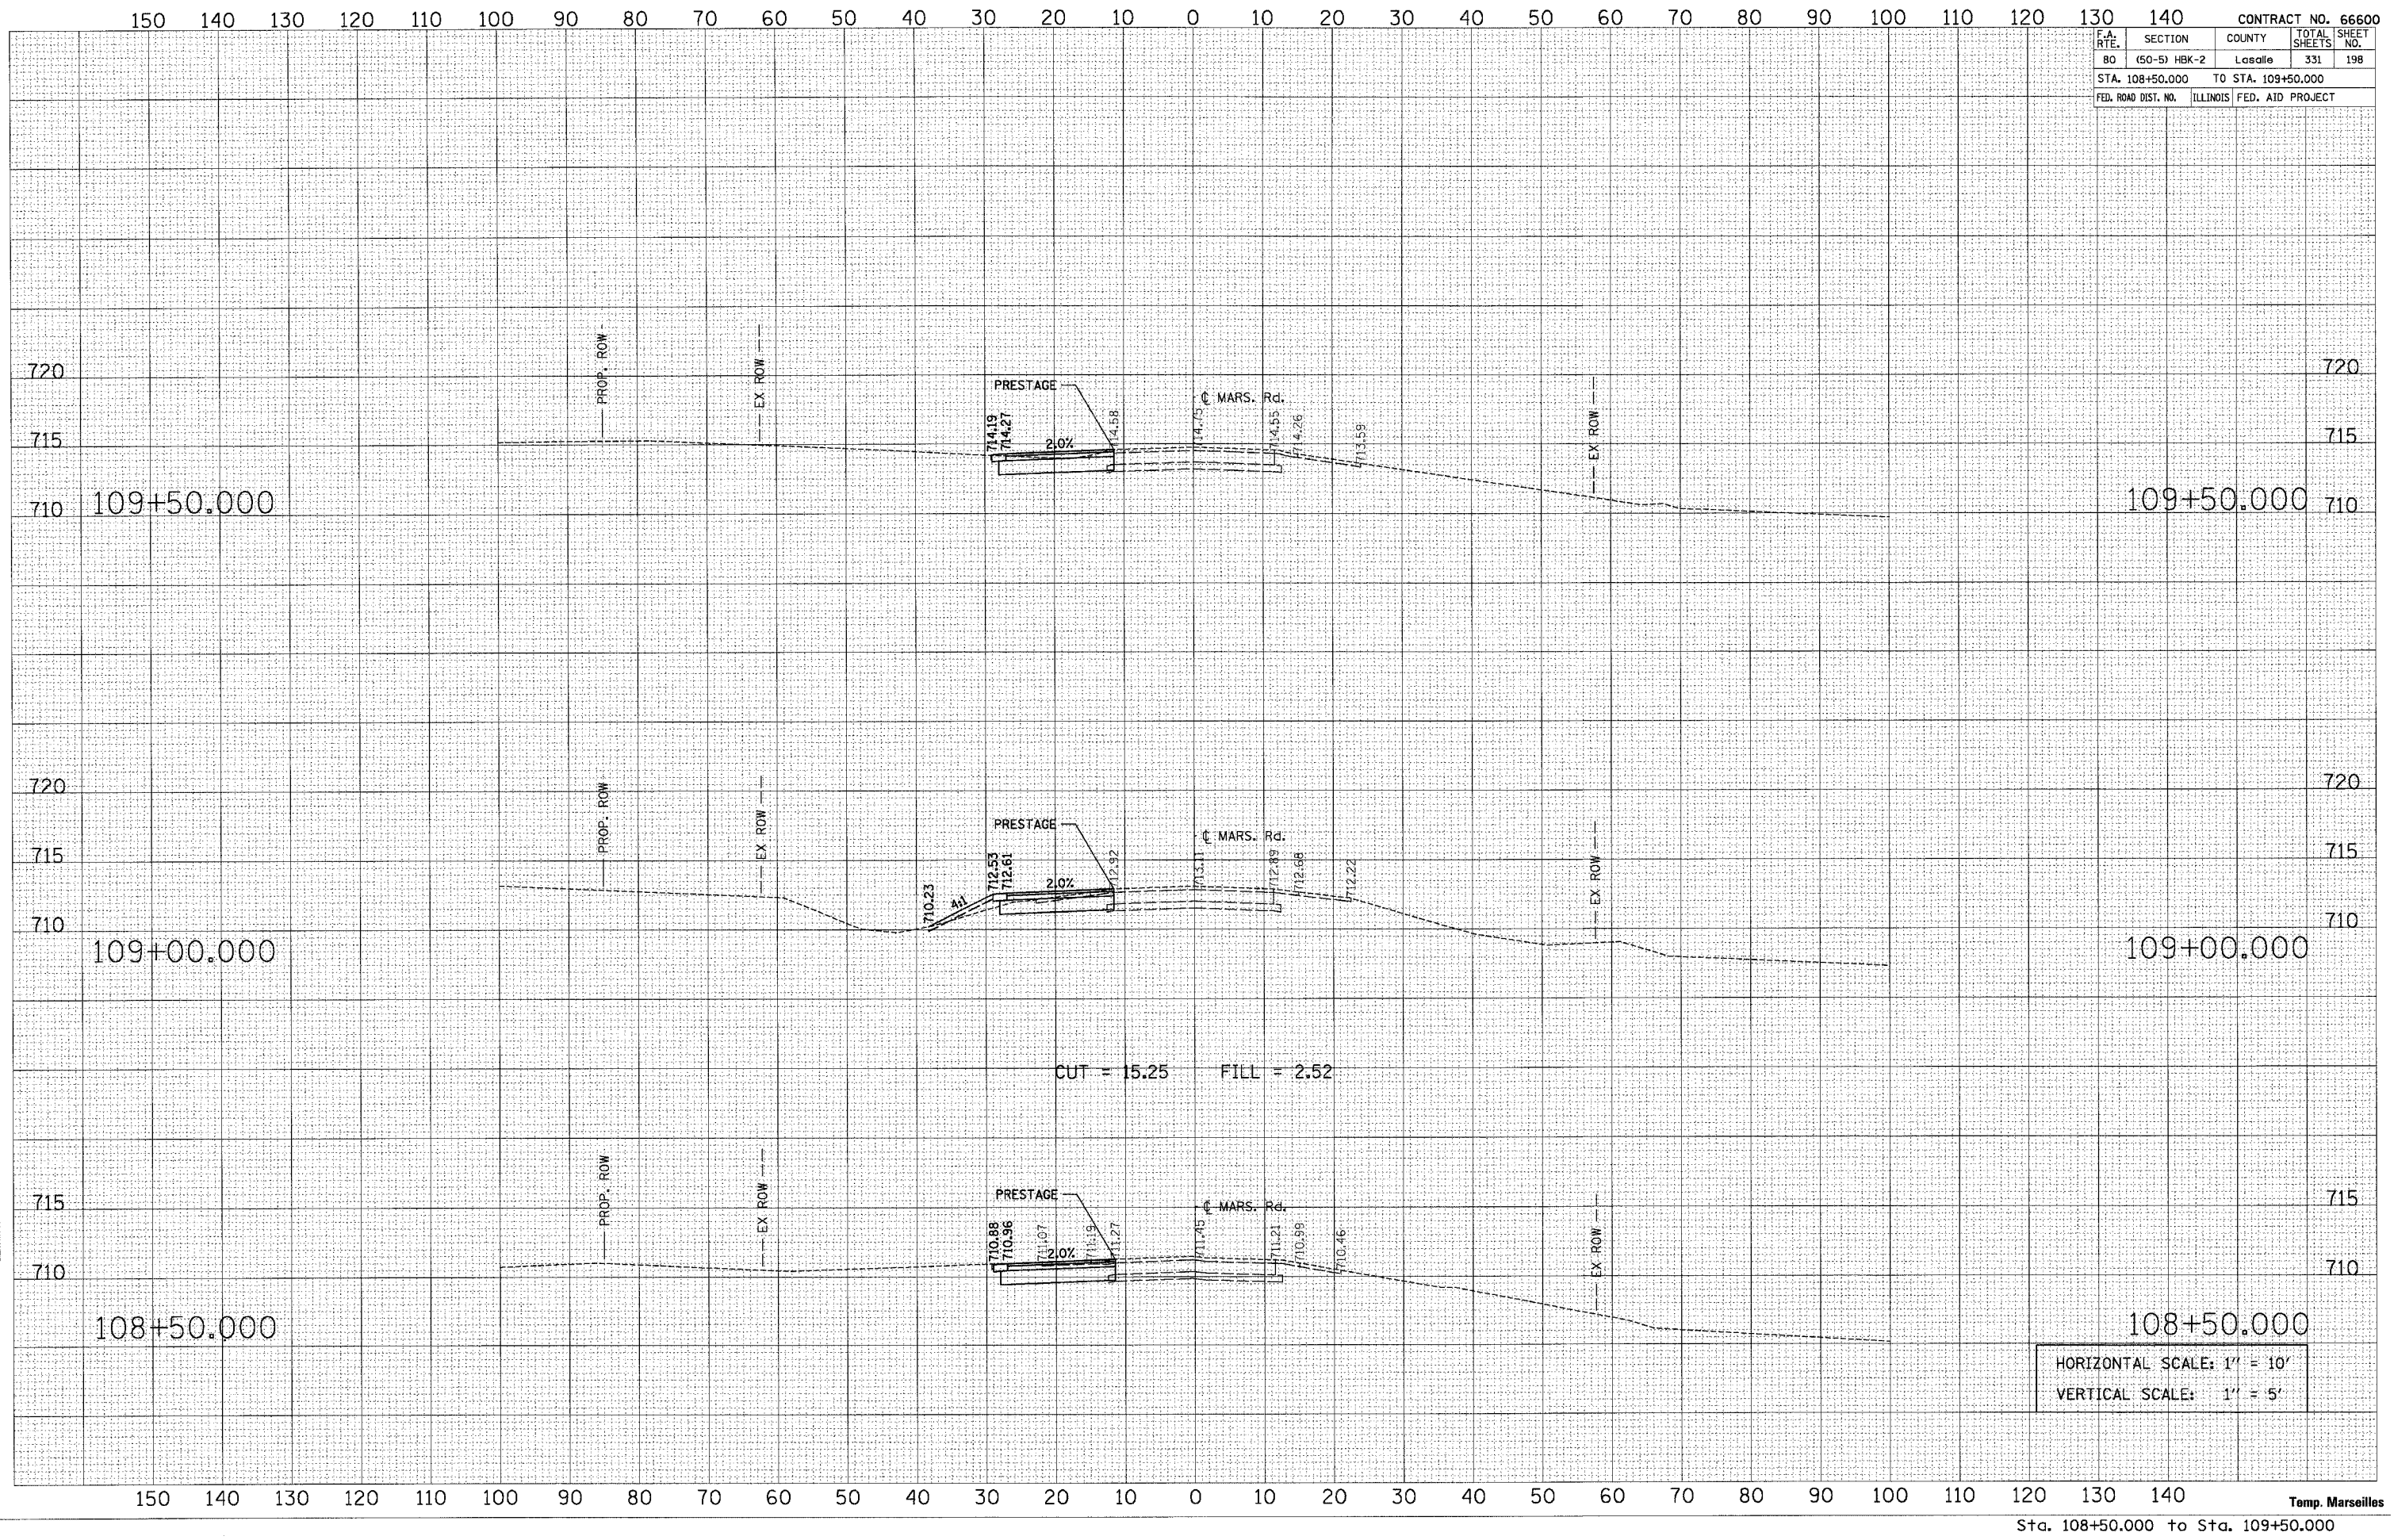 150 140 130 120 110 100 90 80 70 60 50 40 30 20 10 0 10 20 30 40 50 60 70 80 90 100 110 120 130 140
CONTRACT NO. 66600
F.A. RTE. SECTION COUNTY TOTAL SHEETS SHEET NO.
80 (50-5) HBK-2 Lasalle 331 198
STA. 108+50.000 TO STA. 109+50.000
FED. ROAD DIST. NO. ILLINOIS FED. AID PROJECT
PROP. ROW
EX ROW
720 720
PRESTAGE
℄ MARS. Rd.
714.19
714.27
2.0%
714.58
714.75
714.55
714.26
713.59
EX ROW
715 715
109+50.000 109+50.000
710 710
PROP. ROW
EX ROW
720 720
PRESTAGE
℄ MARS. Rd.
715 715
710.23
4:1
712.53
712.61
2.0%
712.92
713.11
712.89
712.68
712.22
EX ROW
710 710
109+00.000 109+00.000
CUT = 15.25 FILL = 2.52
PROP. ROW
EX ROW
PRESTAGE
℄ MARS. Rd.
715 715
710.88
710.96
711.07
2.0%
711.19
711.27
711.45
711.21
710.99
710.46
EX ROW
710 710
108+50.000 108+50.000
HORIZONTAL SCALE: 1" = 10'
VERTICAL SCALE: 1" = 5'
150 140 130 120 110 100 90 80 70 60 50 40 30 20 10 0 10 20 30 40 50 60 70 80 90 100 110 120 130 140
Temp. Marseilles
Sta. 108+50.000 to Sta. 109+50.000